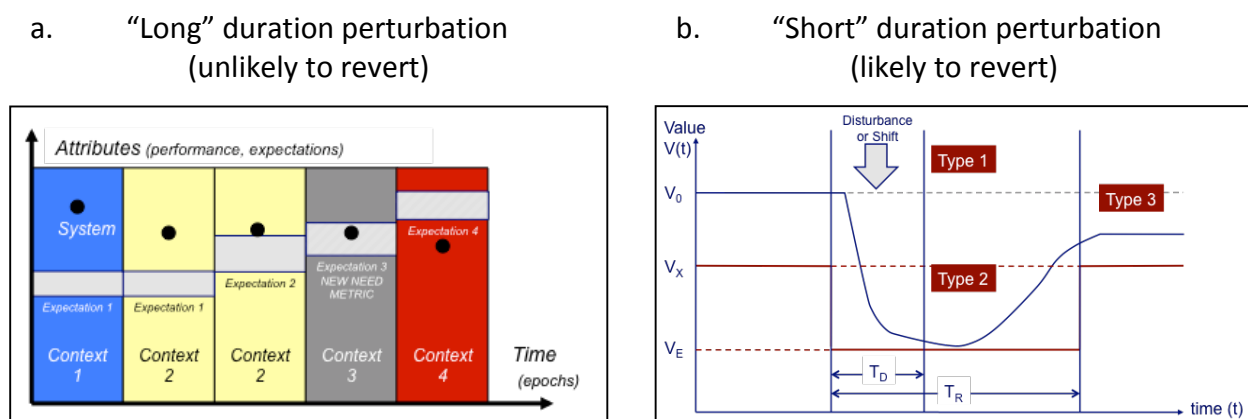 a. “Long” duration perturbation
(unlikely to revert)
Attributes (performance, expectations)
System
Expectation 1
Expectation 1
Expectation 2
Expectation 3
NEW NEED
METRIC
Expectation 4
Context
1
Context
2
Context
2
Context
3
Context
4
Time
(epochs)
b. “Short” duration perturbation
(likely to revert)
Value
V(t)
Disturbance
or Shift
Type 1
V0
Type 3
VX
Type 2
VE
TD
TR
time (t)